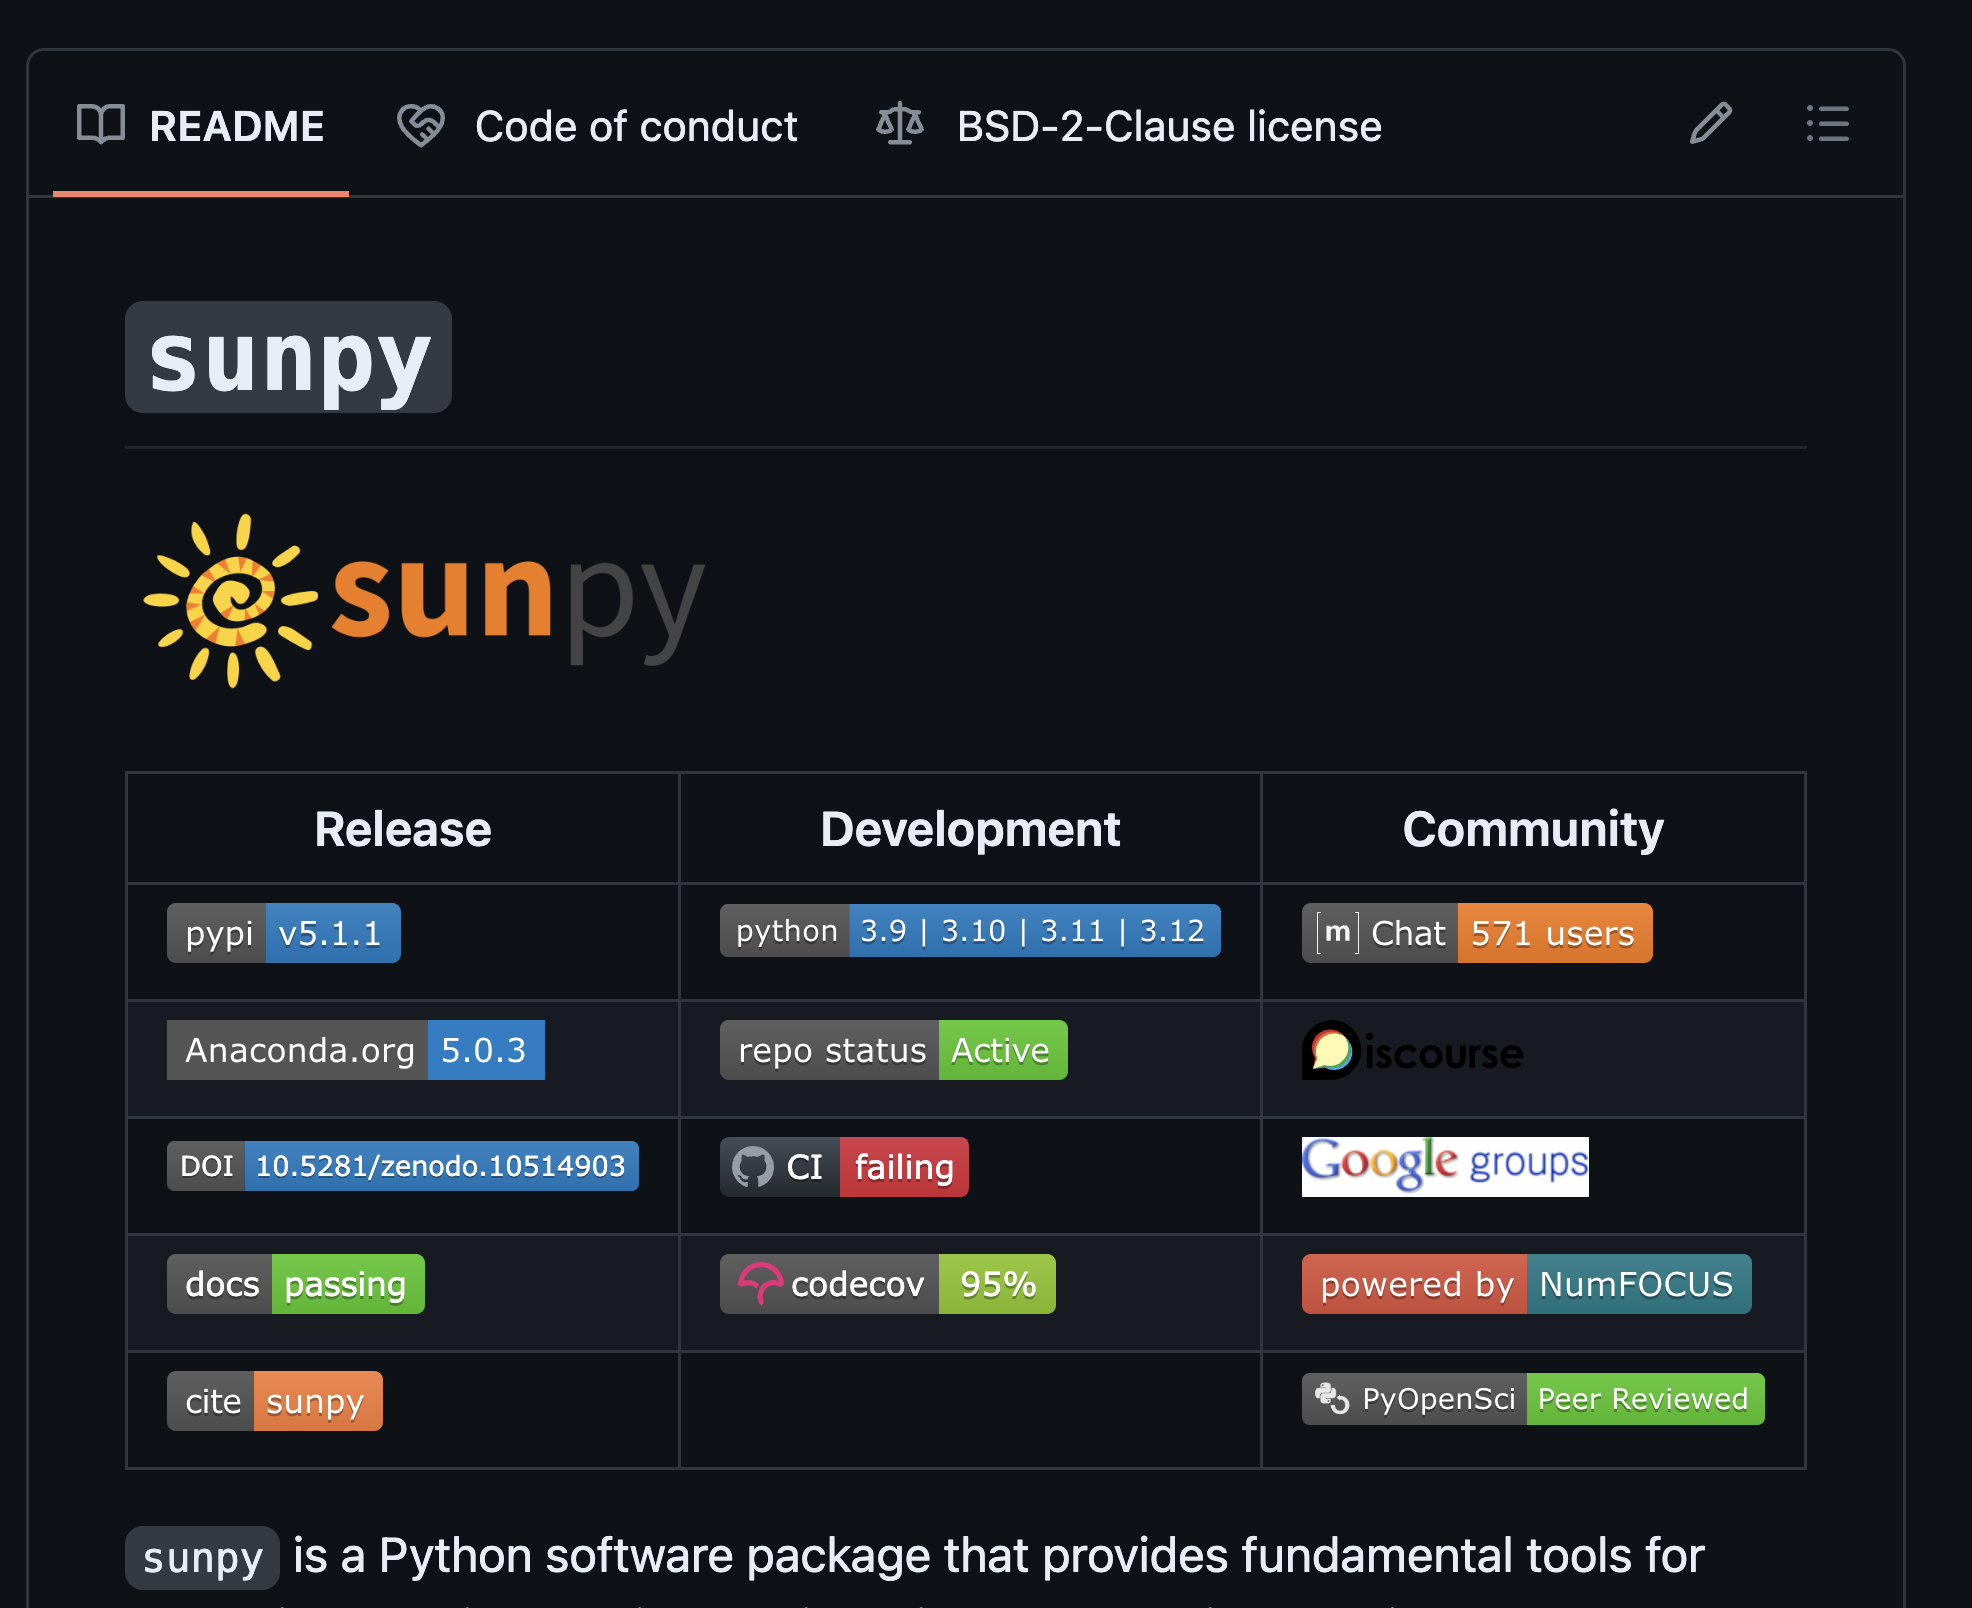 README Code of conduct BSD-2-Clause license
sunpy
sunpy
Release Development Community
pypi v5.1.1 python 3.9 | 3.10 | 3.11 | 3.12 [m] Chat 571 users
Anaconda.org 5.0.3 repo status Active Discourse
DOI 10.5281/zenodo.10514903 CI failing Google groups
docs passing codecov 95% powered by NumFOCUS
cite sunpy PyOpenSci Peer Reviewed
sunpy is a Python software package that provides fundamental tools for